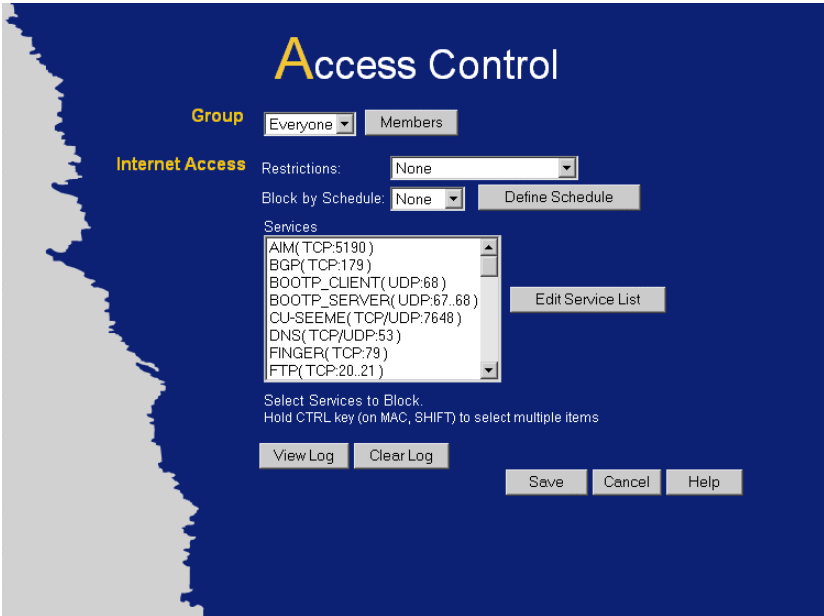 Access Control
Group Everyone Members
Internet Access Restrictions: None
Block by Schedule: None Define Schedule
Services
AIM(TCP:5190)
BGP(TCP:179)
BOOTP_CLIENT(UDP:68)
BOOTP_SERVER(UDP:67..68)
CU-SEEME(TCP/UDP:7648)
DNS(TCP/UDP:53)
FINGER(TCP:79)
FTP(TCP:20..21)
Edit Service List
Select Services to Block.
Hold CTRL key (on MAC, SHIFT) to select multiple items
View Log Clear Log
Save Cancel Help